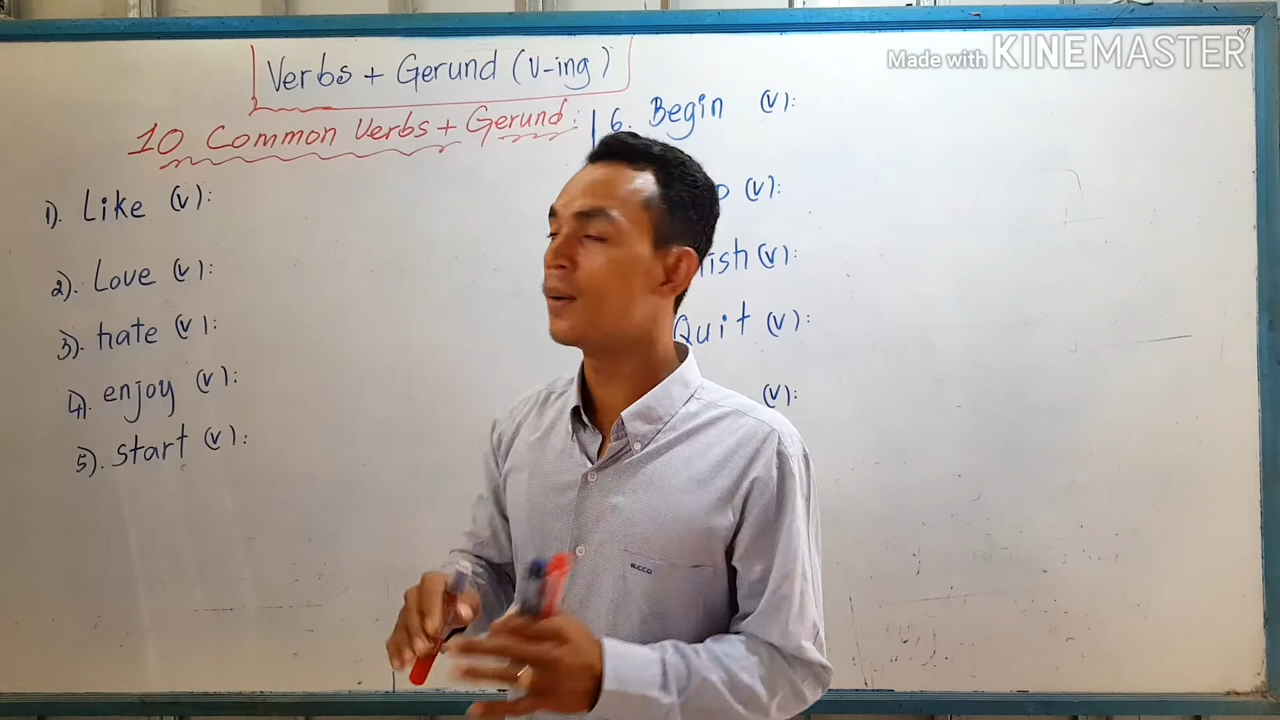 Made with KINEMASTER
Verbs + Gerund (v-ing)
10 Common Verbs + Gerund:
1). Like (v):
2). Love (v):
3). hate (v):
4). enjoy (v):
5). start (v):
6. Begin (v):
(v):
(v):
Quit (v):
(v):